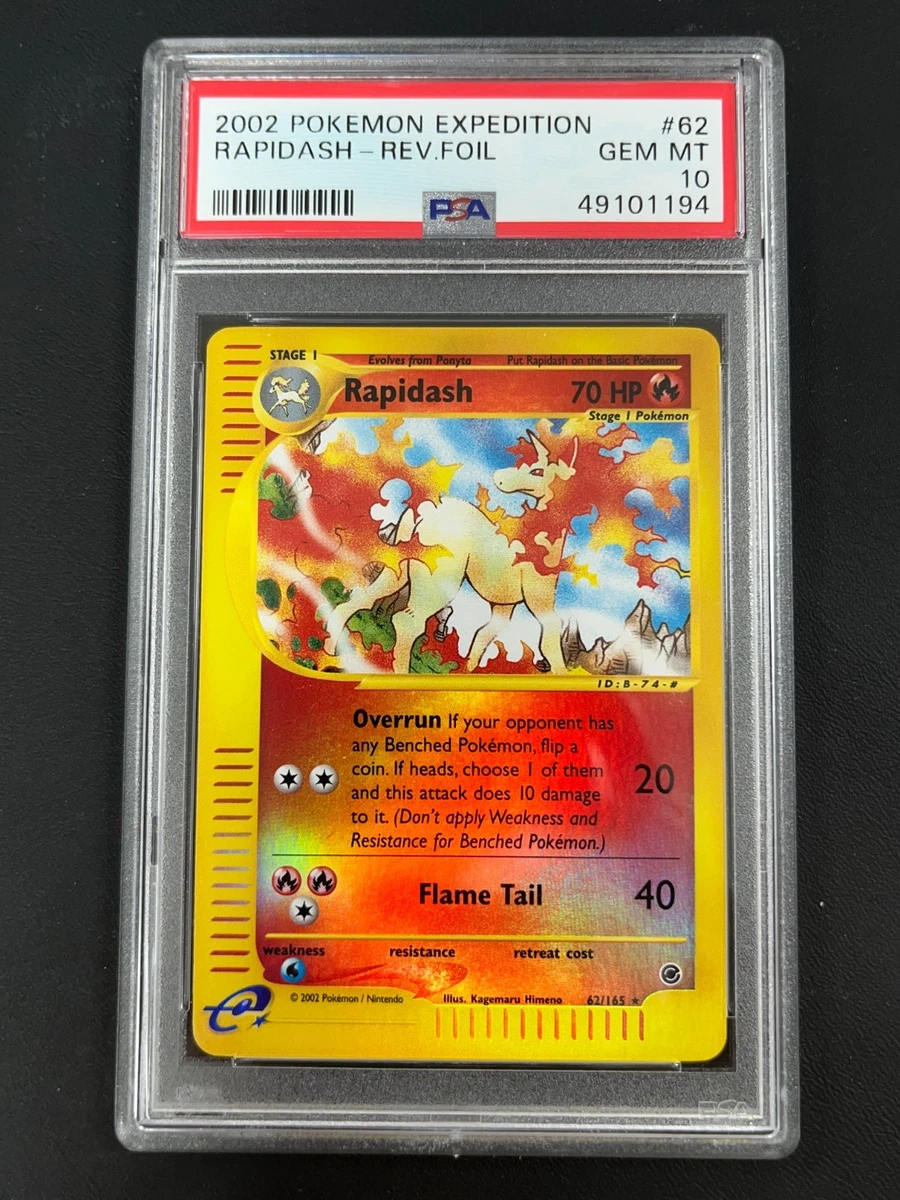 2002 POKEMON EXPEDITION #62
RAPIDASH - REV.FOIL GEM MT
10
PSA 49101194
STAGE 1 Evolves from Ponyta Put Rapidash on the Basic Pokémon
Rapidash 70 HP
Stage 1 Pokémon
ID:B-74-#
Overrun If your opponent has
any Benched Pokémon, flip a
coin. If heads, choose 1 of them
and this attack does 10 damage
to it. (Don't apply Weakness and
Resistance for Benched Pokémon.)
20
Flame Tail 40
weakness resistance retreat cost
© 2002 Pokémon / Nintendo Illus. Kagemaru Himeno 62/165 ★
e
PSA